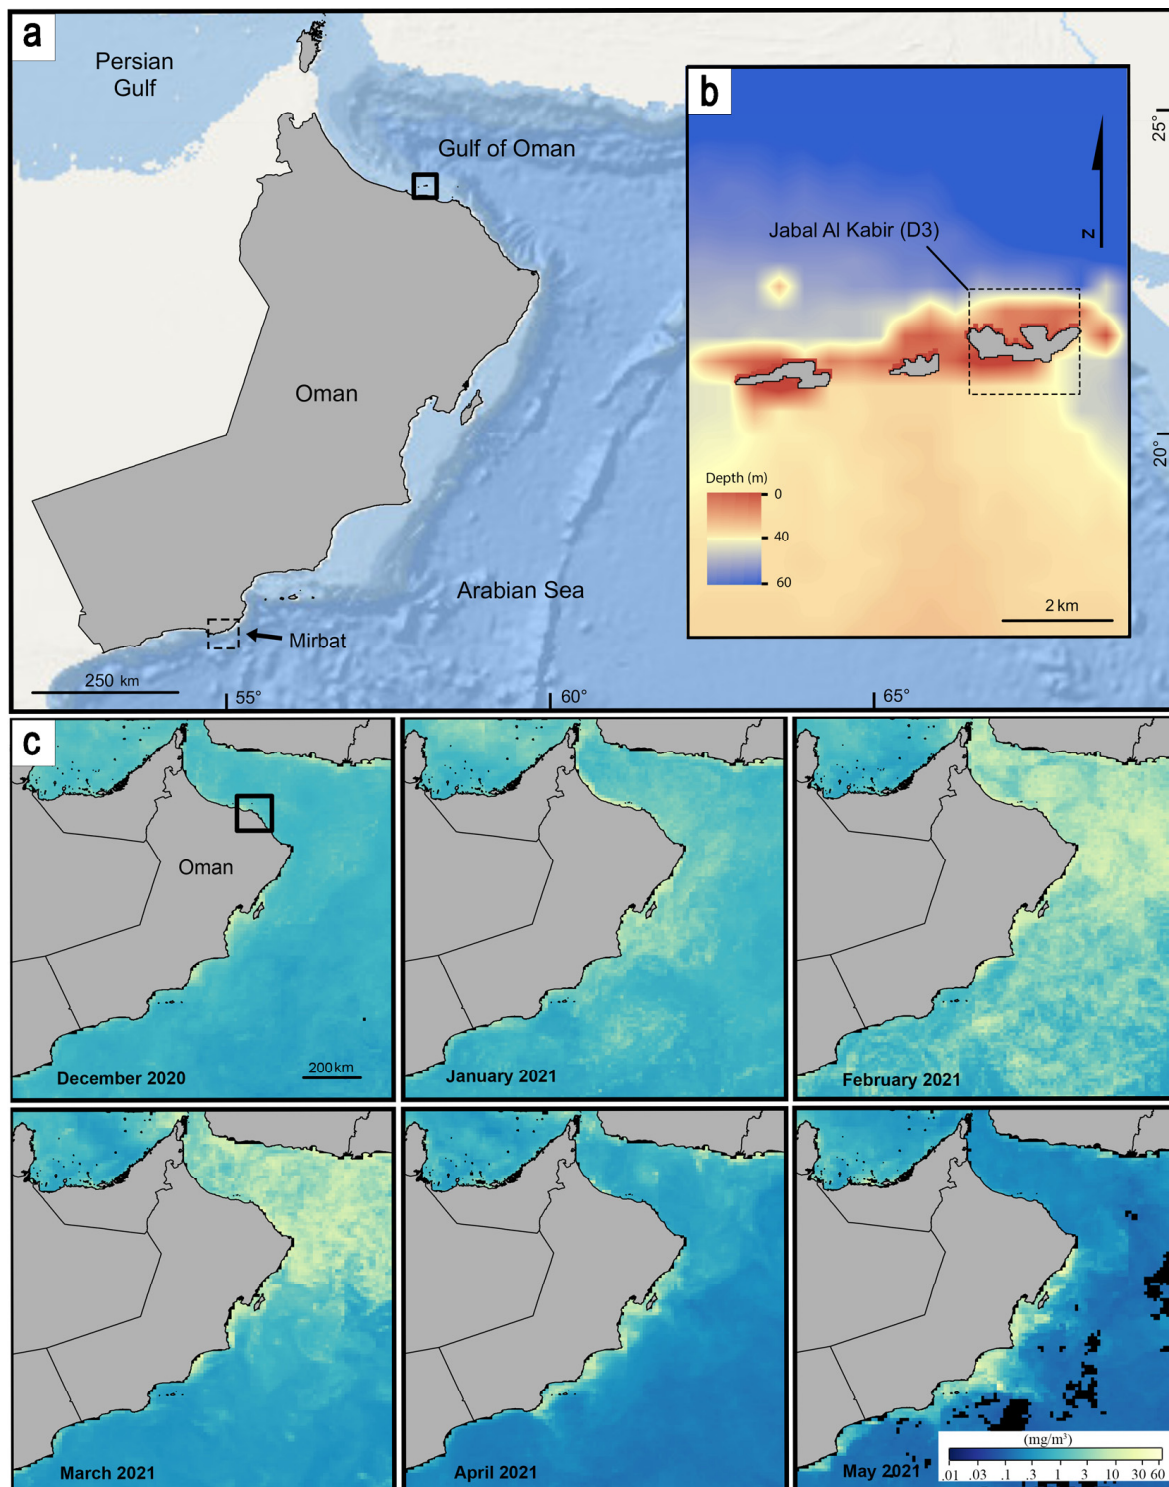 a
Persian
Gulf
Gulf of Oman
Oman
Arabian Sea
Mirbat
250 km
55°
60°
65°
25°
20°
b
Jabal Al Kabir (D3)
N
Depth (m)
0
40
60
2 km
c
Oman
December 2020
200 km
January 2021
February 2021
March 2021
April 2021
May 2021
(mg/m³)
.01 .03 .1 .3 1 3 10 30 60